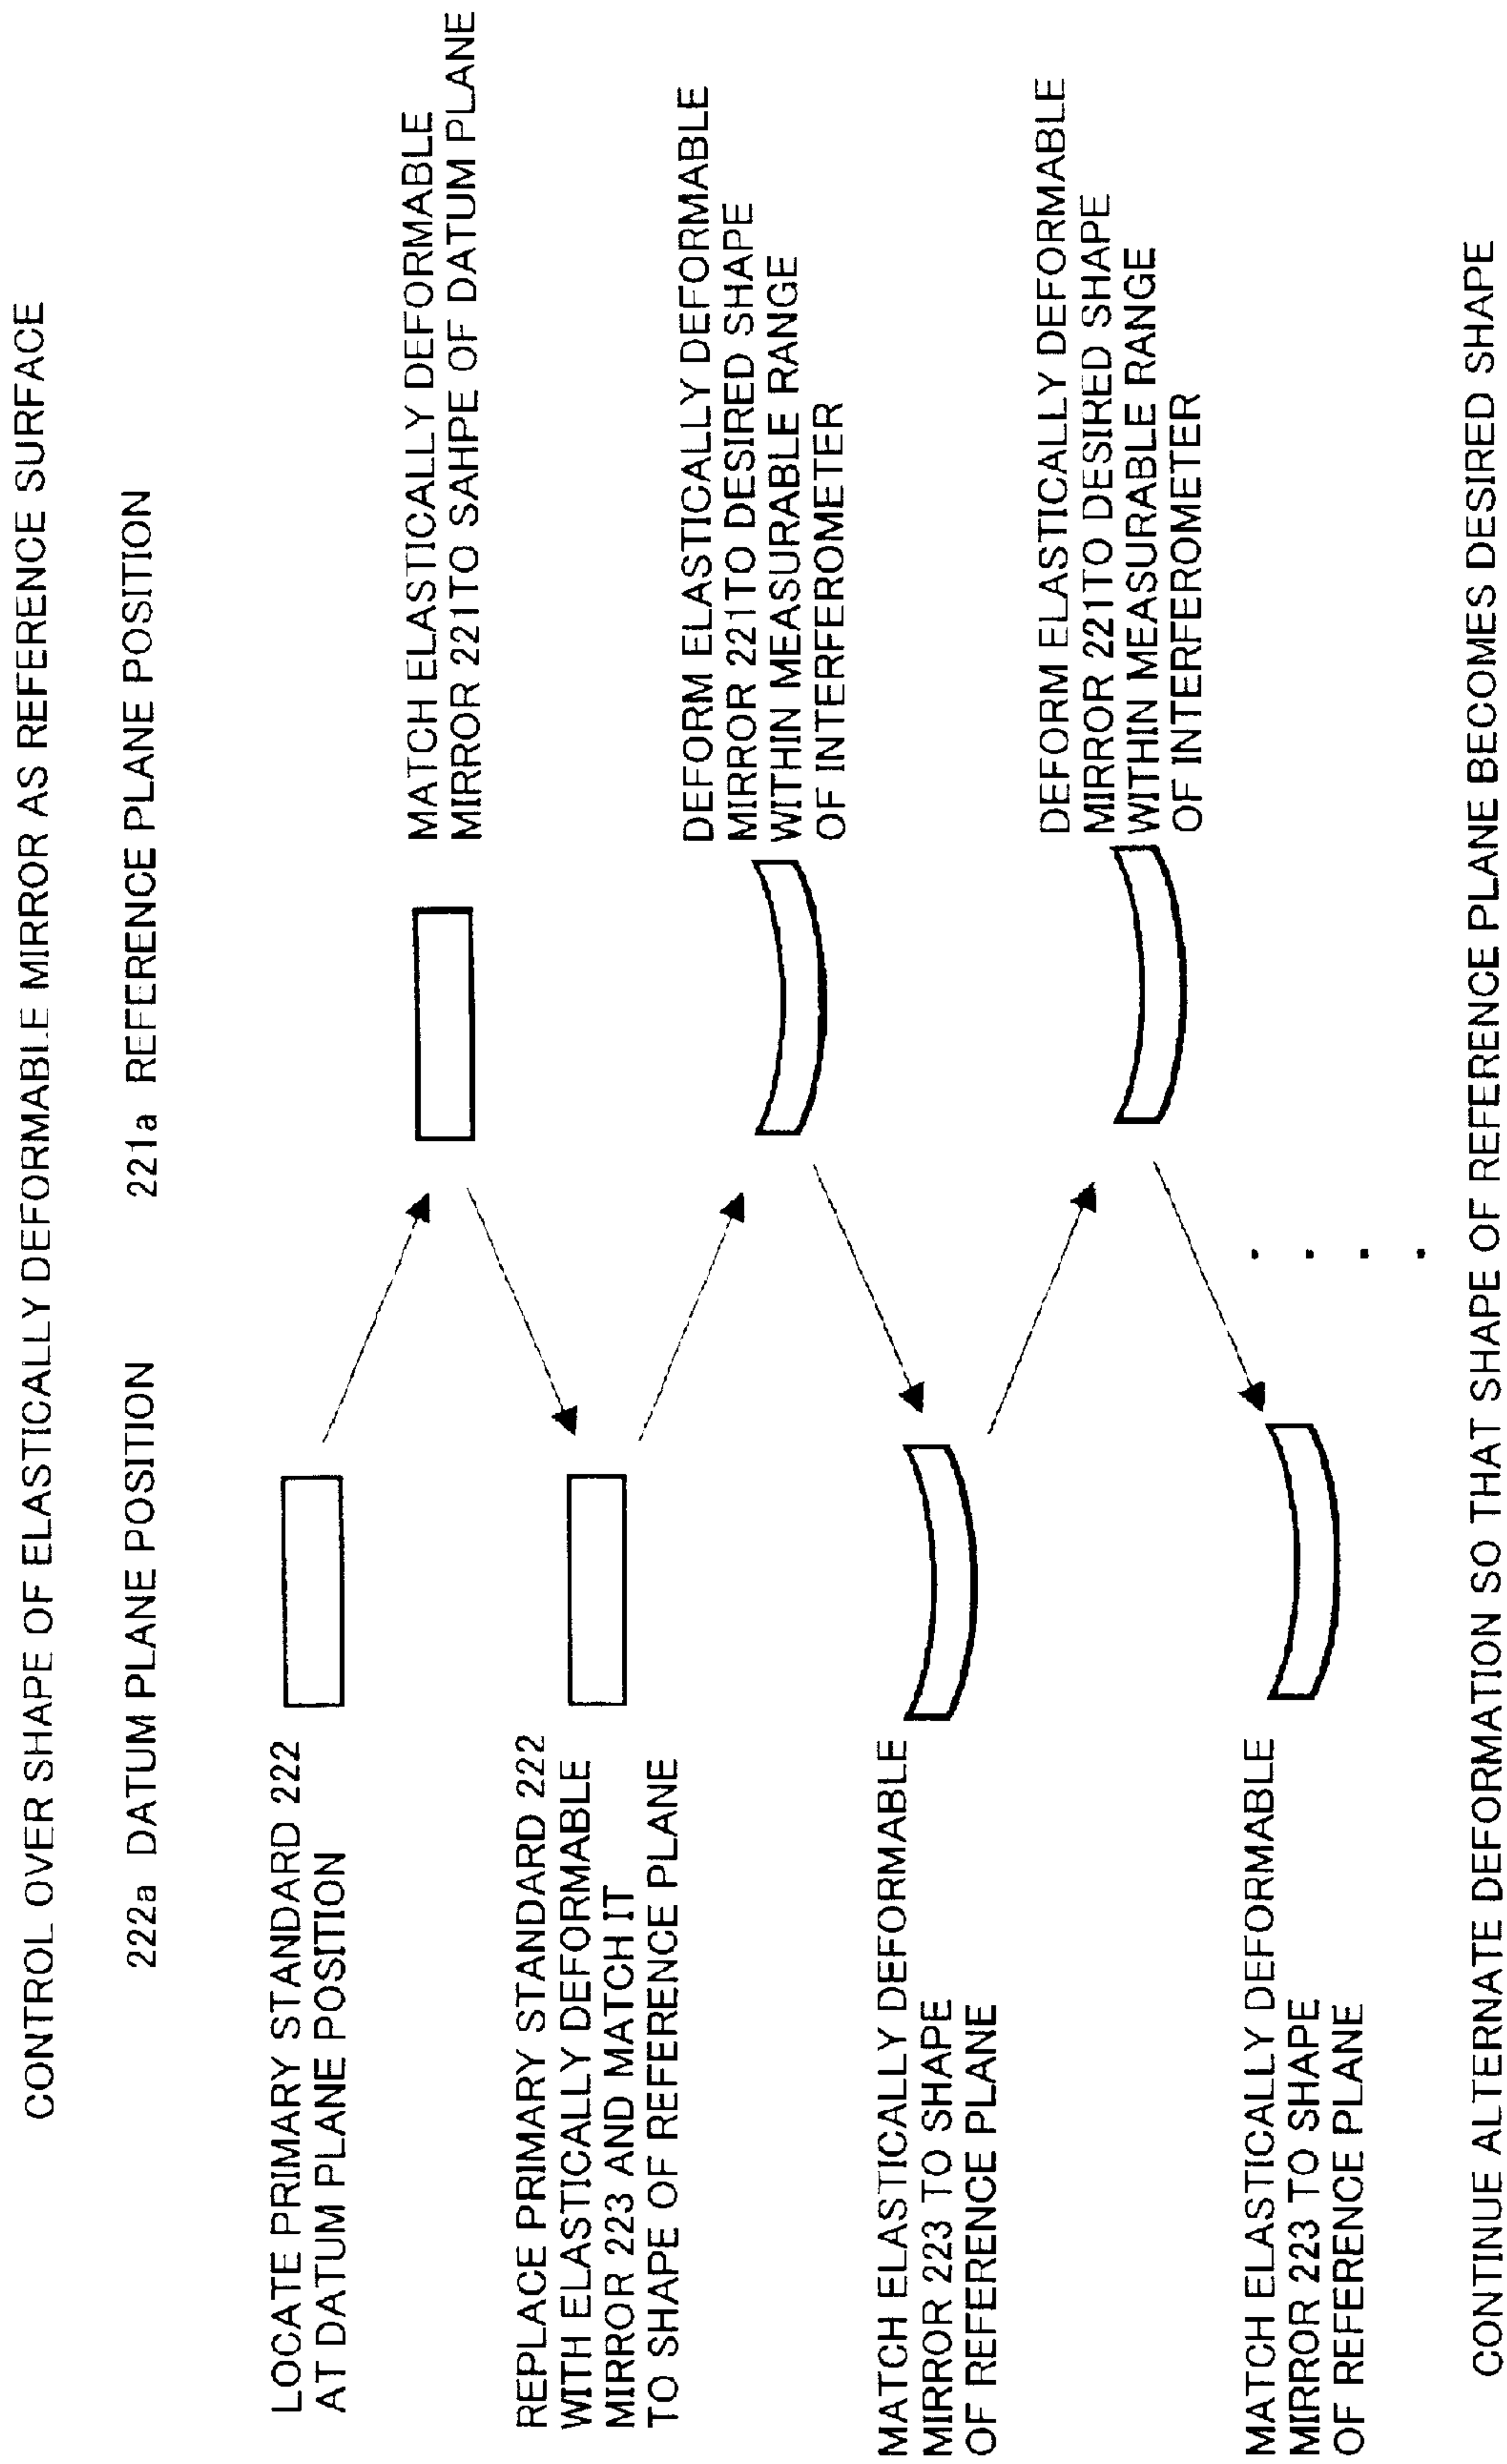 CONTROL OVER SHAPE OF ELASTICALLY DEFORMABLE MIRROR AS REFERENCE SURFACE
222a DATUM PLANE POSITION
221a REFERENCE PLANE POSITION
LOCATE PRIMARY STANDARD 222
AT DATUM PLANE POSITION
MATCH ELASTICALLY DEFORMABLE
MIRROR 221TO SAHPE OF DATUM PLANE
REPLACE PRIMARY STANDARD 222
WITH ELASTICALLY DEFORMABLE
MIRROR 223 AND MATCH IT
TO SHAPE OF REFERENCE PLANE
DEFORM ELASTICALLY DEFORMABLE
MIRROR 221TO DESIRED SHAPE
WITHIN MEASURABLE RANGE
OF INTERFEROMETER
MATCH ELASTICALLY DEFORMABLE
MIRROR 223 TO SHAPE
OF REFERENCE PLANE
DEFORM ELASTICALLY DEFORMABLE
MIRROR 221TO DESIRED SHAPE
WITHIN MEASURABLE RANGE
OF INTERFEROMETER
MATCH ELASTICALLY DEFORMABLE
MIRROR 223 TO SHAPE
OF REFERENCE PLANE
CONTINUE ALTERNATE DEFORMATION SO THAT SHAPE OF REFERENCE PLANE BECOMES DESIRED SHAPE